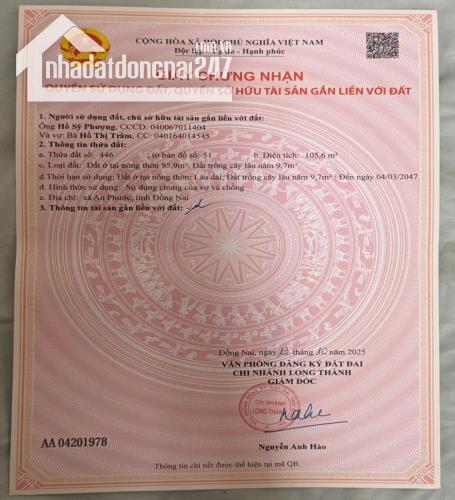 CỘNG HÒA XÃ HỘI CHỦ NGHĨA VIỆT NAM
Độc lập - Tự do - Hạnh phúc
nhadatdongnai247
GIẤY CHỨNG NHẬN
QUYỀN SỬ DỤNG ĐẤT, QUYỀN SỞ HỮU TÀI SẢN GẮN LIỀN VỚI ĐẤT
1. Người sử dụng đất, chủ sở hữu tài sản gắn liền với đất:
Ông Hồ Sỹ Phượng, CCCD: 040067011404
Và vợ: Bà Hồ Thị Trâm, CC: 040164014545
2. Thông tin thửa đất:
a. Thửa đất số: 446 ; tờ bản đồ số: 51 b. Diện tích: 105,6 m²
c. Loại đất: Đất ở tại nông thôn 95,9m²; Đất trồng cây lâu năm 9,7m²
d.Thời hạn sử dụng: Đất ở tại nông thôn: Lâu dài; Đất trồng cây lâu năm 9,7m²: Đến ngày 04/03/2047
đ. Hình thức sử dụng: Sử dụng chung của vợ và chồng
e. Địa chỉ: xã An Phước, tỉnh Đồng Nai
3. Thông tin tài sản gắn liền với đất:
Đồng Nai, ngày 13 tháng 10 năm 2025
VĂN PHÒNG ĐĂNG KÝ ĐẤT ĐAI
CHI NHÁNH LONG THÀNH
GIÁM ĐỐC
CHI NHÁNH
LONG THÀNH
AA 04201978
Nguyễn Anh Hào
Thông tin chi tiết được thể hiện tại mã QR.